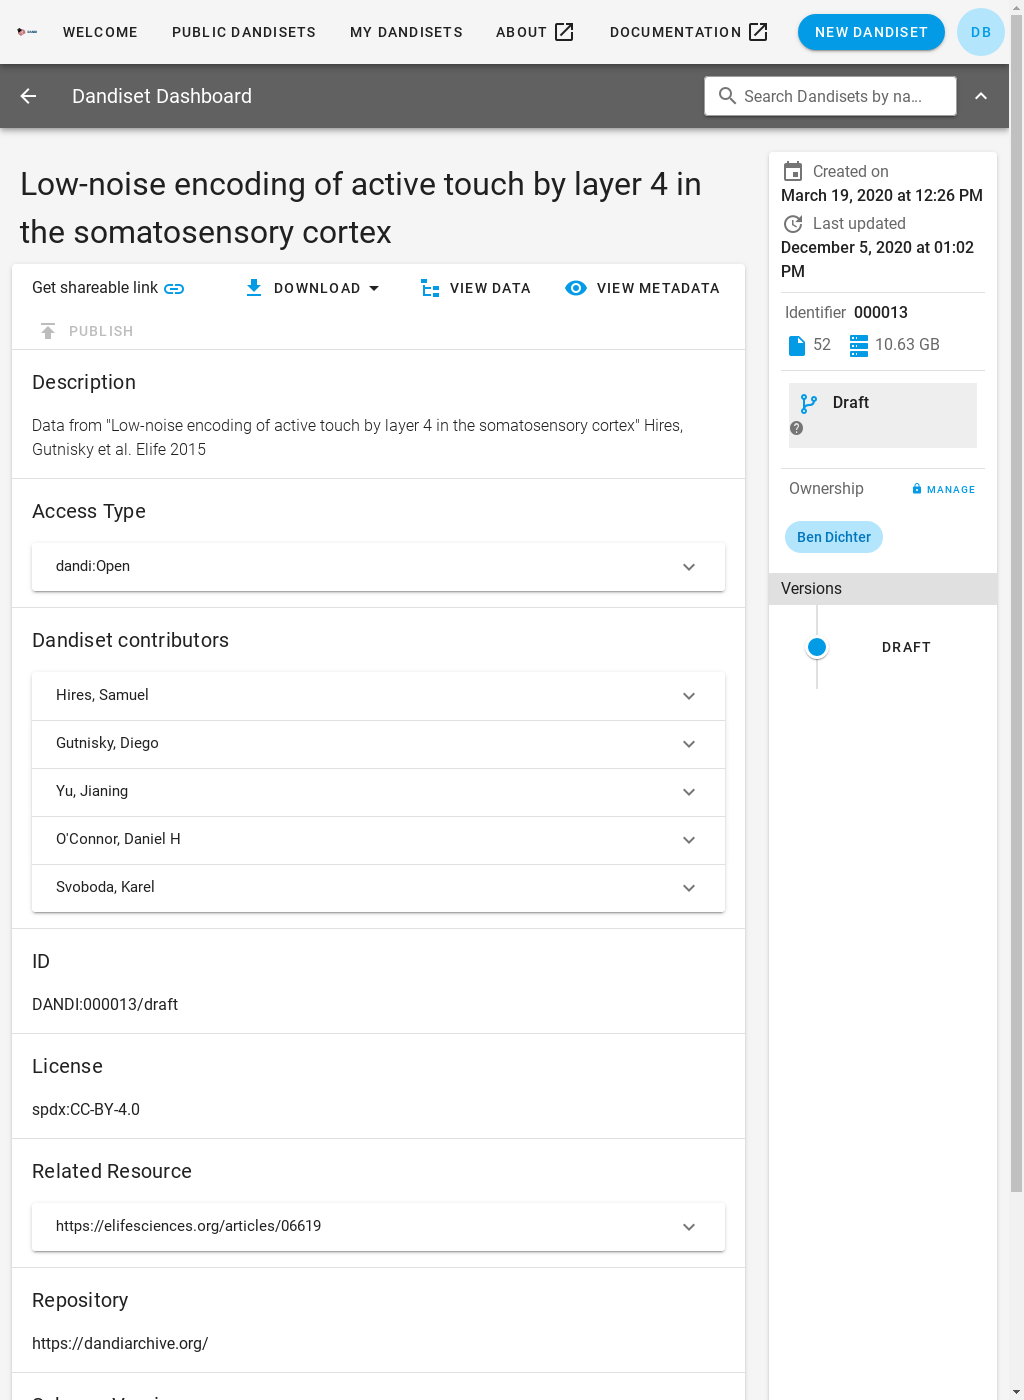 WELCOME PUBLIC DANDISETS MY DANDISETS ABOUT DOCUMENTATION NEW DANDISET DB
Dandiset Dashboard Search Dandisets by na...
Low-noise encoding of active touch by layer 4 in
the somatosensory cortex
Get shareable link DOWNLOAD VIEW DATA VIEW METADATA
PUBLISH
Description
Data from "Low-noise encoding of active touch by layer 4 in the somatosensory cortex" Hires,
Gutnisky et al. Elife 2015
Access Type
dandi:Open
Dandiset contributors
Hires, Samuel
Gutnisky, Diego
Yu, Jianing
O'Connor, Daniel H
Svoboda, Karel
ID
DANDI:000013/draft
License
spdx:CC-BY-4.0
Related Resource
https://elifesciences.org/articles/06619
Repository
https://dandiarchive.org/
Created on
March 19, 2020 at 12:26 PM
Last updated
December 5, 2020 at 01:02
PM
Identifier 000013
52 10.63 GB
Draft
Ownership MANAGE
Ben Dichter
Versions
DRAFT